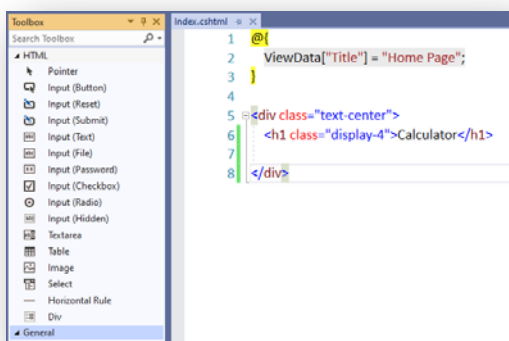 Toolbox
Search Toolbox
HTML
Pointer
Input (Button)
Input (Reset)
Input (Submit)
Input (Text)
Input (File)
Input (Password)
Input (Checkbox)
Input (Radio)
Input (Hidden)
Textarea
Table
Image
Select
Horizontal Rule
Div
General
Index.cshtml
1 @{
2 ViewData["Title"] = "Home Page";
3 }
4
5 <div class="text-center">
6 <h1 class="display-4">Calculator</h1>
7
8 </div>